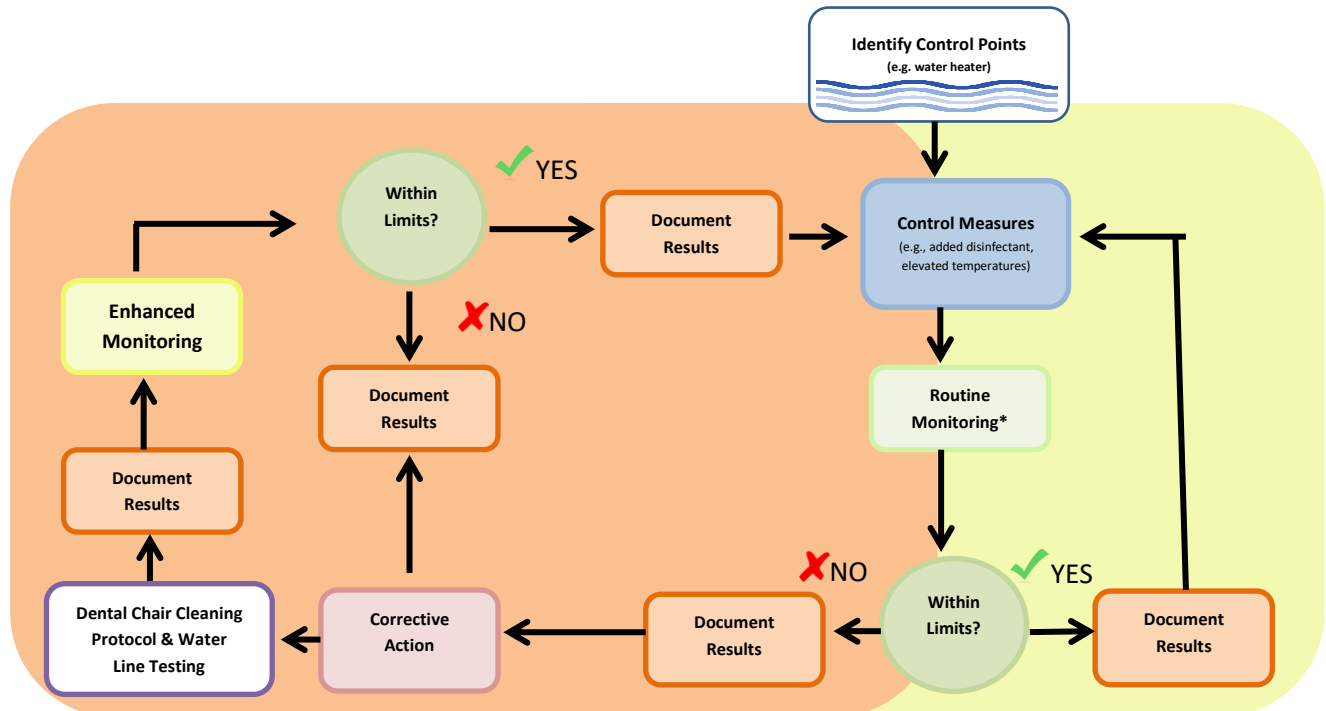 Identify Control Points
(e.g. water heater)
YES
Within
Limits?
Document
Results
Control Measures
(e.g., added disinfectant,
elevated temperatures)
Enhanced
Monitoring
NO
Document
Results
Routine
Monitoring*
Document
Results
NO
YES
Dental Chair Cleaning
Protocol & Water
Line Testing
Corrective
Action
Document
Results
Within
Limits?
Document
Results